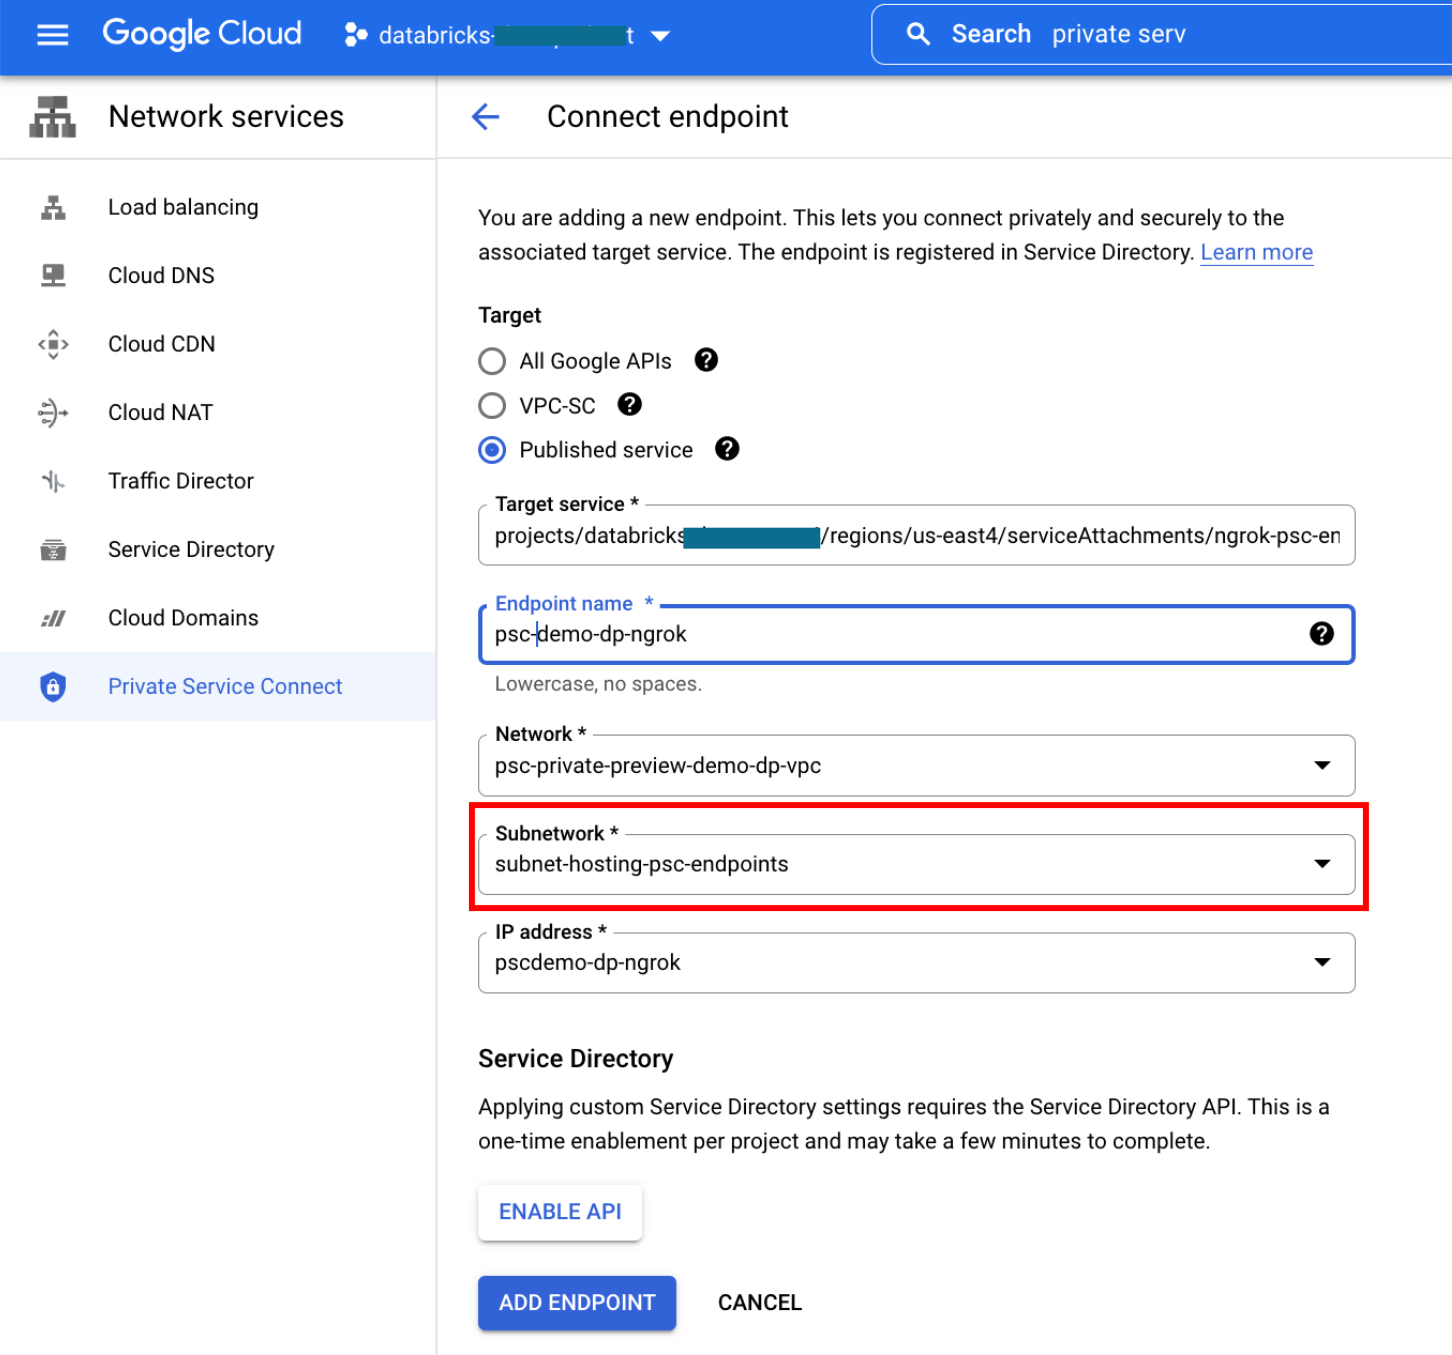 Google Cloud
databricks-
t
Search private serv
Network services
Connect endpoint
Load balancing
Cloud DNS
Cloud CDN
Cloud NAT
Traffic Director
Service Directory
Cloud Domains
Private Service Connect
You are adding a new endpoint. This lets you connect privately and securely to the
associated target service. The endpoint is registered in Service Directory. Learn more
Target
All Google APIs ?
VPC-SC ?
Published service ?
Target service *
projects/databricks /regions/us-east4/serviceAttachments/ngrok-psc-en
Endpoint name *
psc-demo-dp-ngrok ?
Lowercase, no spaces.
Network *
psc-private-preview-demo-dp-vpc
Subnetwork *
subnet-hosting-psc-endpoints
IP address *
pscdemo-dp-ngrok
Service Directory
Applying custom Service Directory settings requires the Service Directory API. This is a
one-time enablement per project and may take a few minutes to complete.
ENABLE API
ADD ENDPOINT CANCEL